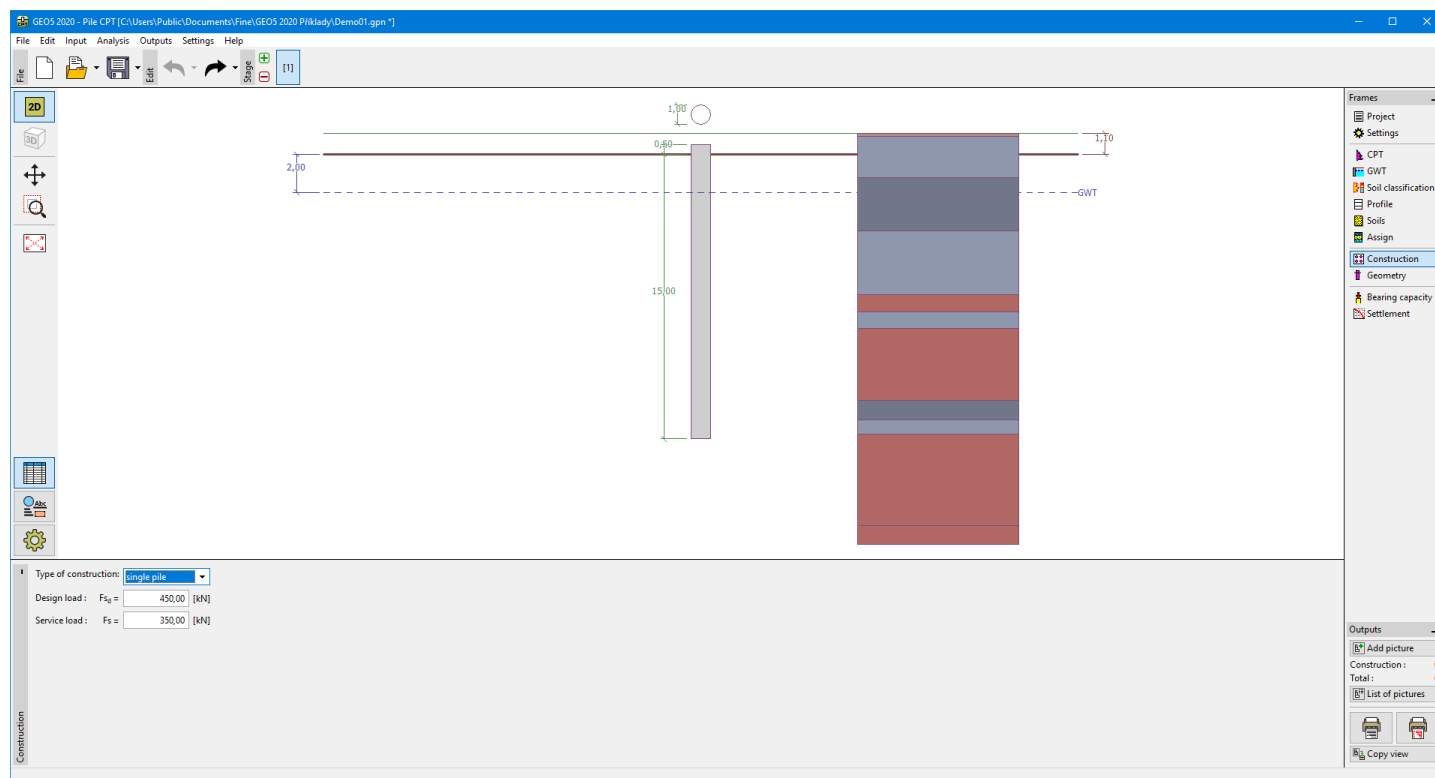 GEO5 2020 - Pile CPT [C:\Users\Public\Documents\Fine\GEO5 2020 Příklady\Demo01.gpn *]
File Edit Input Analysis Outputs Settings Help
File
Edit
Stage
[1]
2D
3D
Abc
1,00
0,50
2,00
15,00
1,10
GWT
Frames
Project
Settings
CPT
GWT
Soil classification
Profile
Soils
Assign
Construction
Geometry
Bearing capacity
Settlement
Outputs
Add picture
Construction :
Total :
List of pictures
Copy view
Construction
Type of construction: single pile
Design load : Fsd = 450,00 [kN]
Service load : Fs = 350,00 [kN]